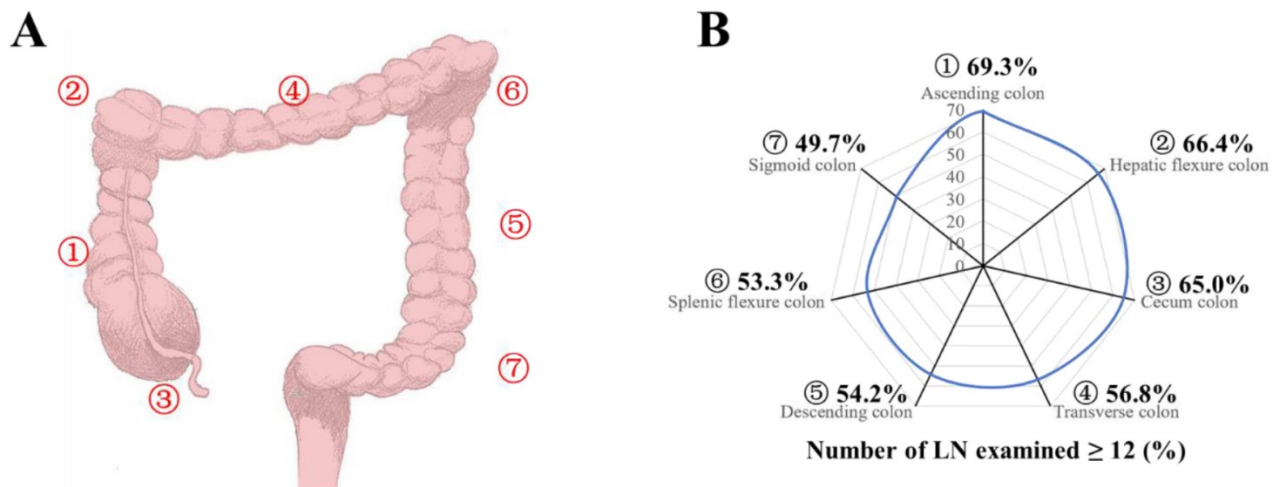 A
②
④
⑥
①
⑤
③
⑦
B
① 69.3%
Ascending colon
⑦ 49.7%
Sigmoid colon
② 66.4%
Hepatic flexure colon
70
60
50
40
30
20
10
0
⑥ 53.3%
Splenic flexure colon
③ 65.0%
Cecum colon
⑤ 54.2%
Descending colon
④ 56.8%
Transverse colon
Number of LN examined ≥ 12 (%)